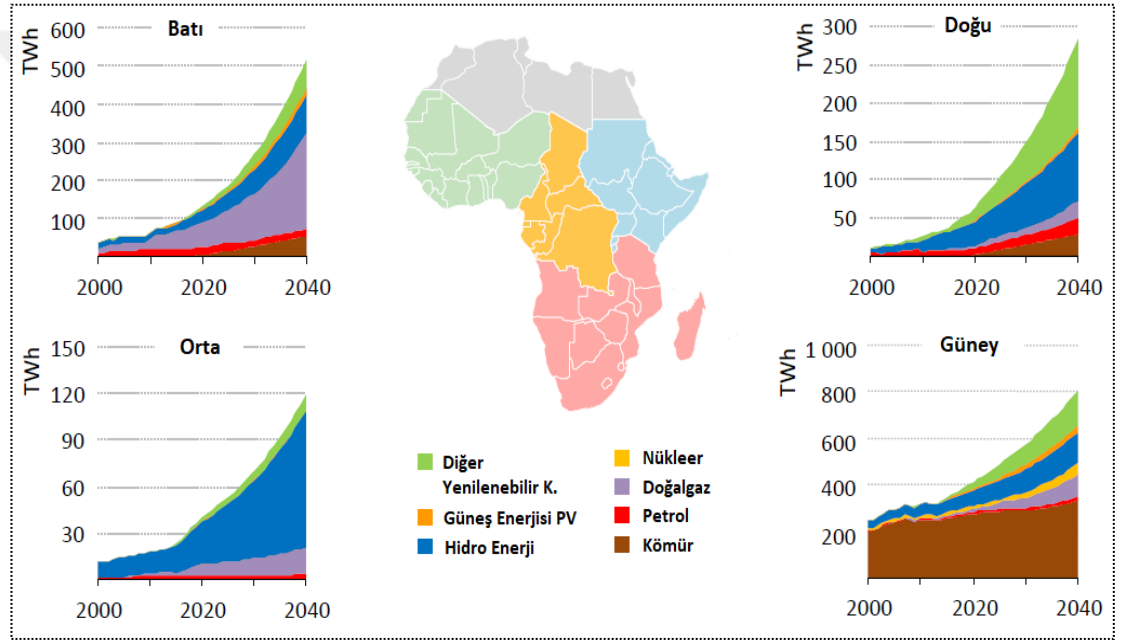 Batı
TWh
600
500
400
300
200
100
2000
2020
2040
Doğu
TWh
300
250
200
150
100
50
2000
2020
2040
Orta
TWh
150
120
90
60
30
2000
2020
2040
Diğer
Yenilenebilir K.
Güneş Enerjisi PV
Hidro Enerji
Nükleer
Doğalgaz
Petrol
Kömür
Güney
TWh
1 000
800
600
400
200
2000
2020
2040